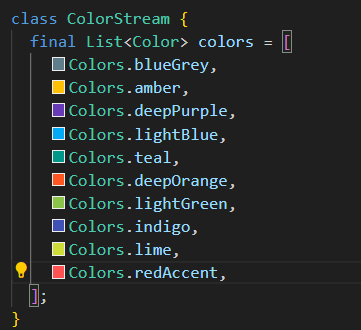 class ColorStream {
final List<Color> colors = [
Colors.blueGrey,
Colors.amber,
Colors.deepPurple,
Colors.lightBlue,
Colors.teal,
Colors.deepOrange,
Colors.lightGreen,
Colors.indigo,
Colors.lime,
Colors.redAccent,
];
}